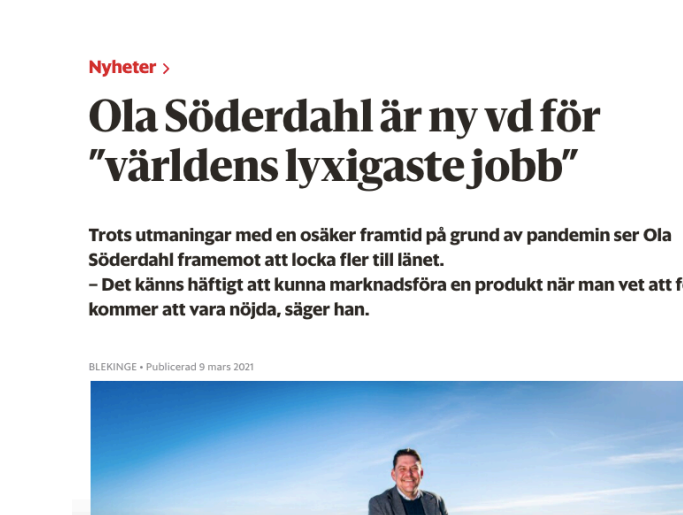 Nyheter >
Ola Söderdahl är ny vd för
”världens lyxigaste jobb”
Trots utmaningar med en osäker framtid på grund av pandemin ser Ola
Söderdahl framemot att locka fler till länet.
– Det känns häftigt att kunna marknadsföra en produkt när man vet att
kommer att vara nöjda, säger han.
BLEKINGE • Publicerad 9 mars 2021